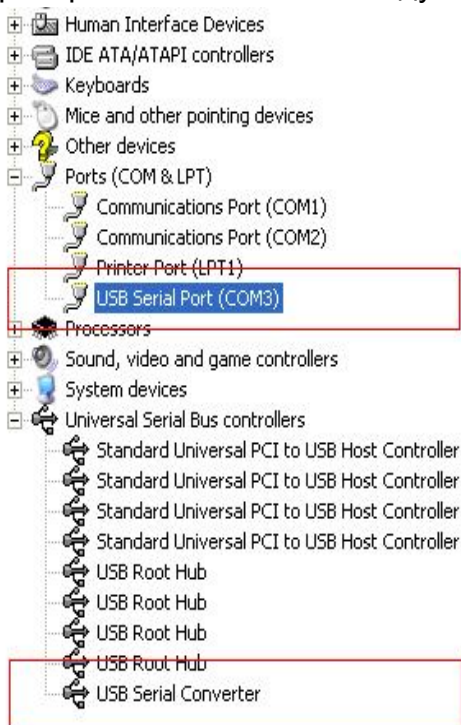 Human Interface Devices
IDE ATA/ATAPI controllers
Keyboards
Mice and other pointing devices
Other devices
Ports (COM & LPT)
Communications Port (COM1)
Communications Port (COM2)
Printer Port (LPT1)
USB Serial Port (COM3)
Processors
Sound, video and game controllers
System devices
Universal Serial Bus controllers
Standard Universal PCI to USB Host Controller
Standard Universal PCI to USB Host Controller
Standard Universal PCI to USB Host Controller
Standard Universal PCI to USB Host Controller
USB Root Hub
USB Root Hub
USB Root Hub
USB Root Hub
USB Serial Converter